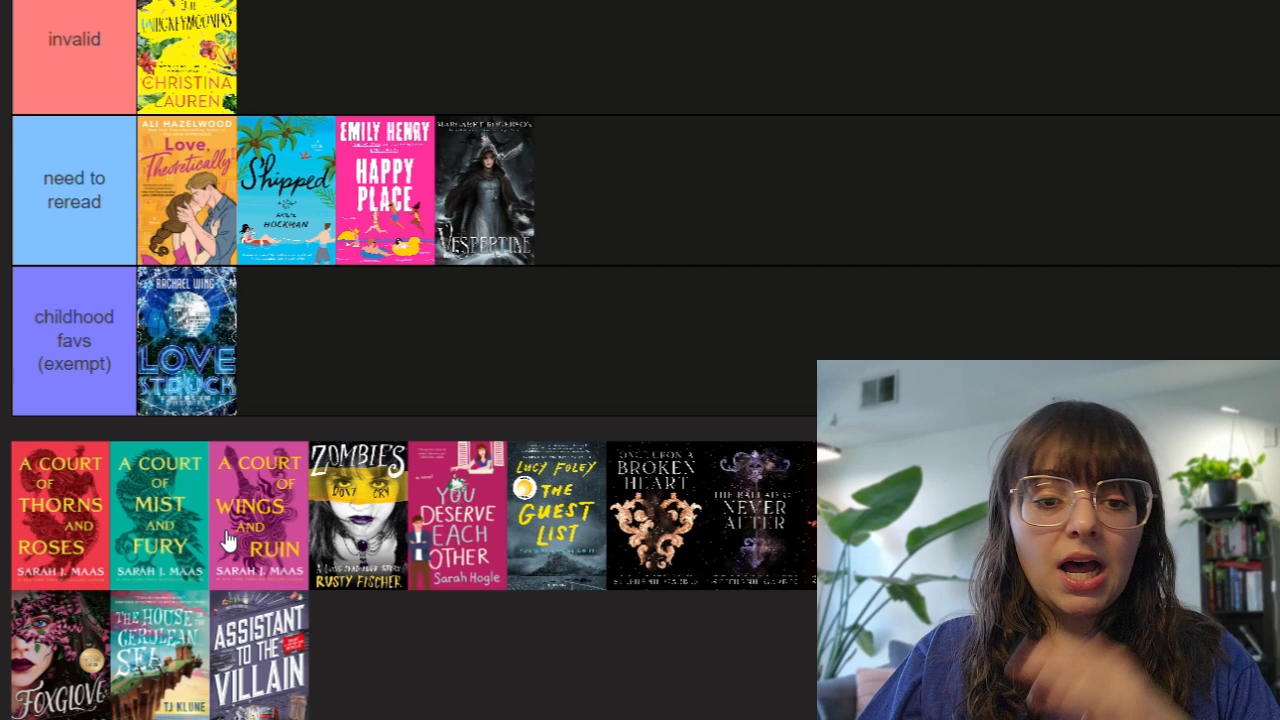 invalid
CHRISTINA
LAUREN
need to
reread
ALI HAZELWOOD
Love,
Theoretically
Shipped
HOCKMAN
EMILY HENRY
HAPPY
PLACE
MARGARET ROGERSON
VESPERTINE
childhood
favs
(exempt)
RACHAEL WING
LOVE
STRUCK
A COURT
OF
THORNS
AND
ROSES
SARAH J. MAAS
A COURT
OF
MIST
AND
FURY
SARAH J. MAAS
A COURT
OF
WINGS
AND
RUIN
SARAH J. MAAS
ZOMBIES
DON'T CRY
RUSTY FISCHER
YOU
DESERVE
EACH
OTHER
Sarah Hogle
LUCY FOLEY
THE
GUEST
LIST
ONCE UPON A
BROKEN
HEART
THE BALLAD OF
NEVER
AFTER
FOXGLOVE
THE HOUSE
CERULEAN
SEA
TJ KLUNE
ASSISTANT
TO THE
VILLAIN